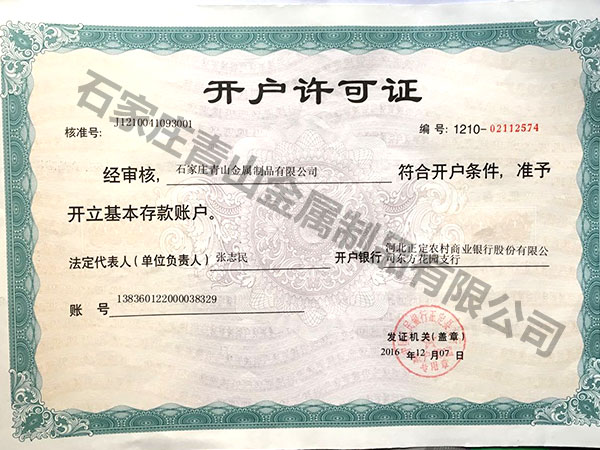 开户许可证
核准号: J1210041093001
编号: 1210-02112574
经审核, 石家庄青山金属制品有限公司 符合开户条件, 准予
开立基本存款账户。
法定代表人(单位负责人) 张志民 开户银行 河北正定农村商业银行股份有限公
司东方花园支行
账号 138360122000038329
发证机关(盖章)
2016 年 12 月 07 日
石家庄青山金属制品有限公司